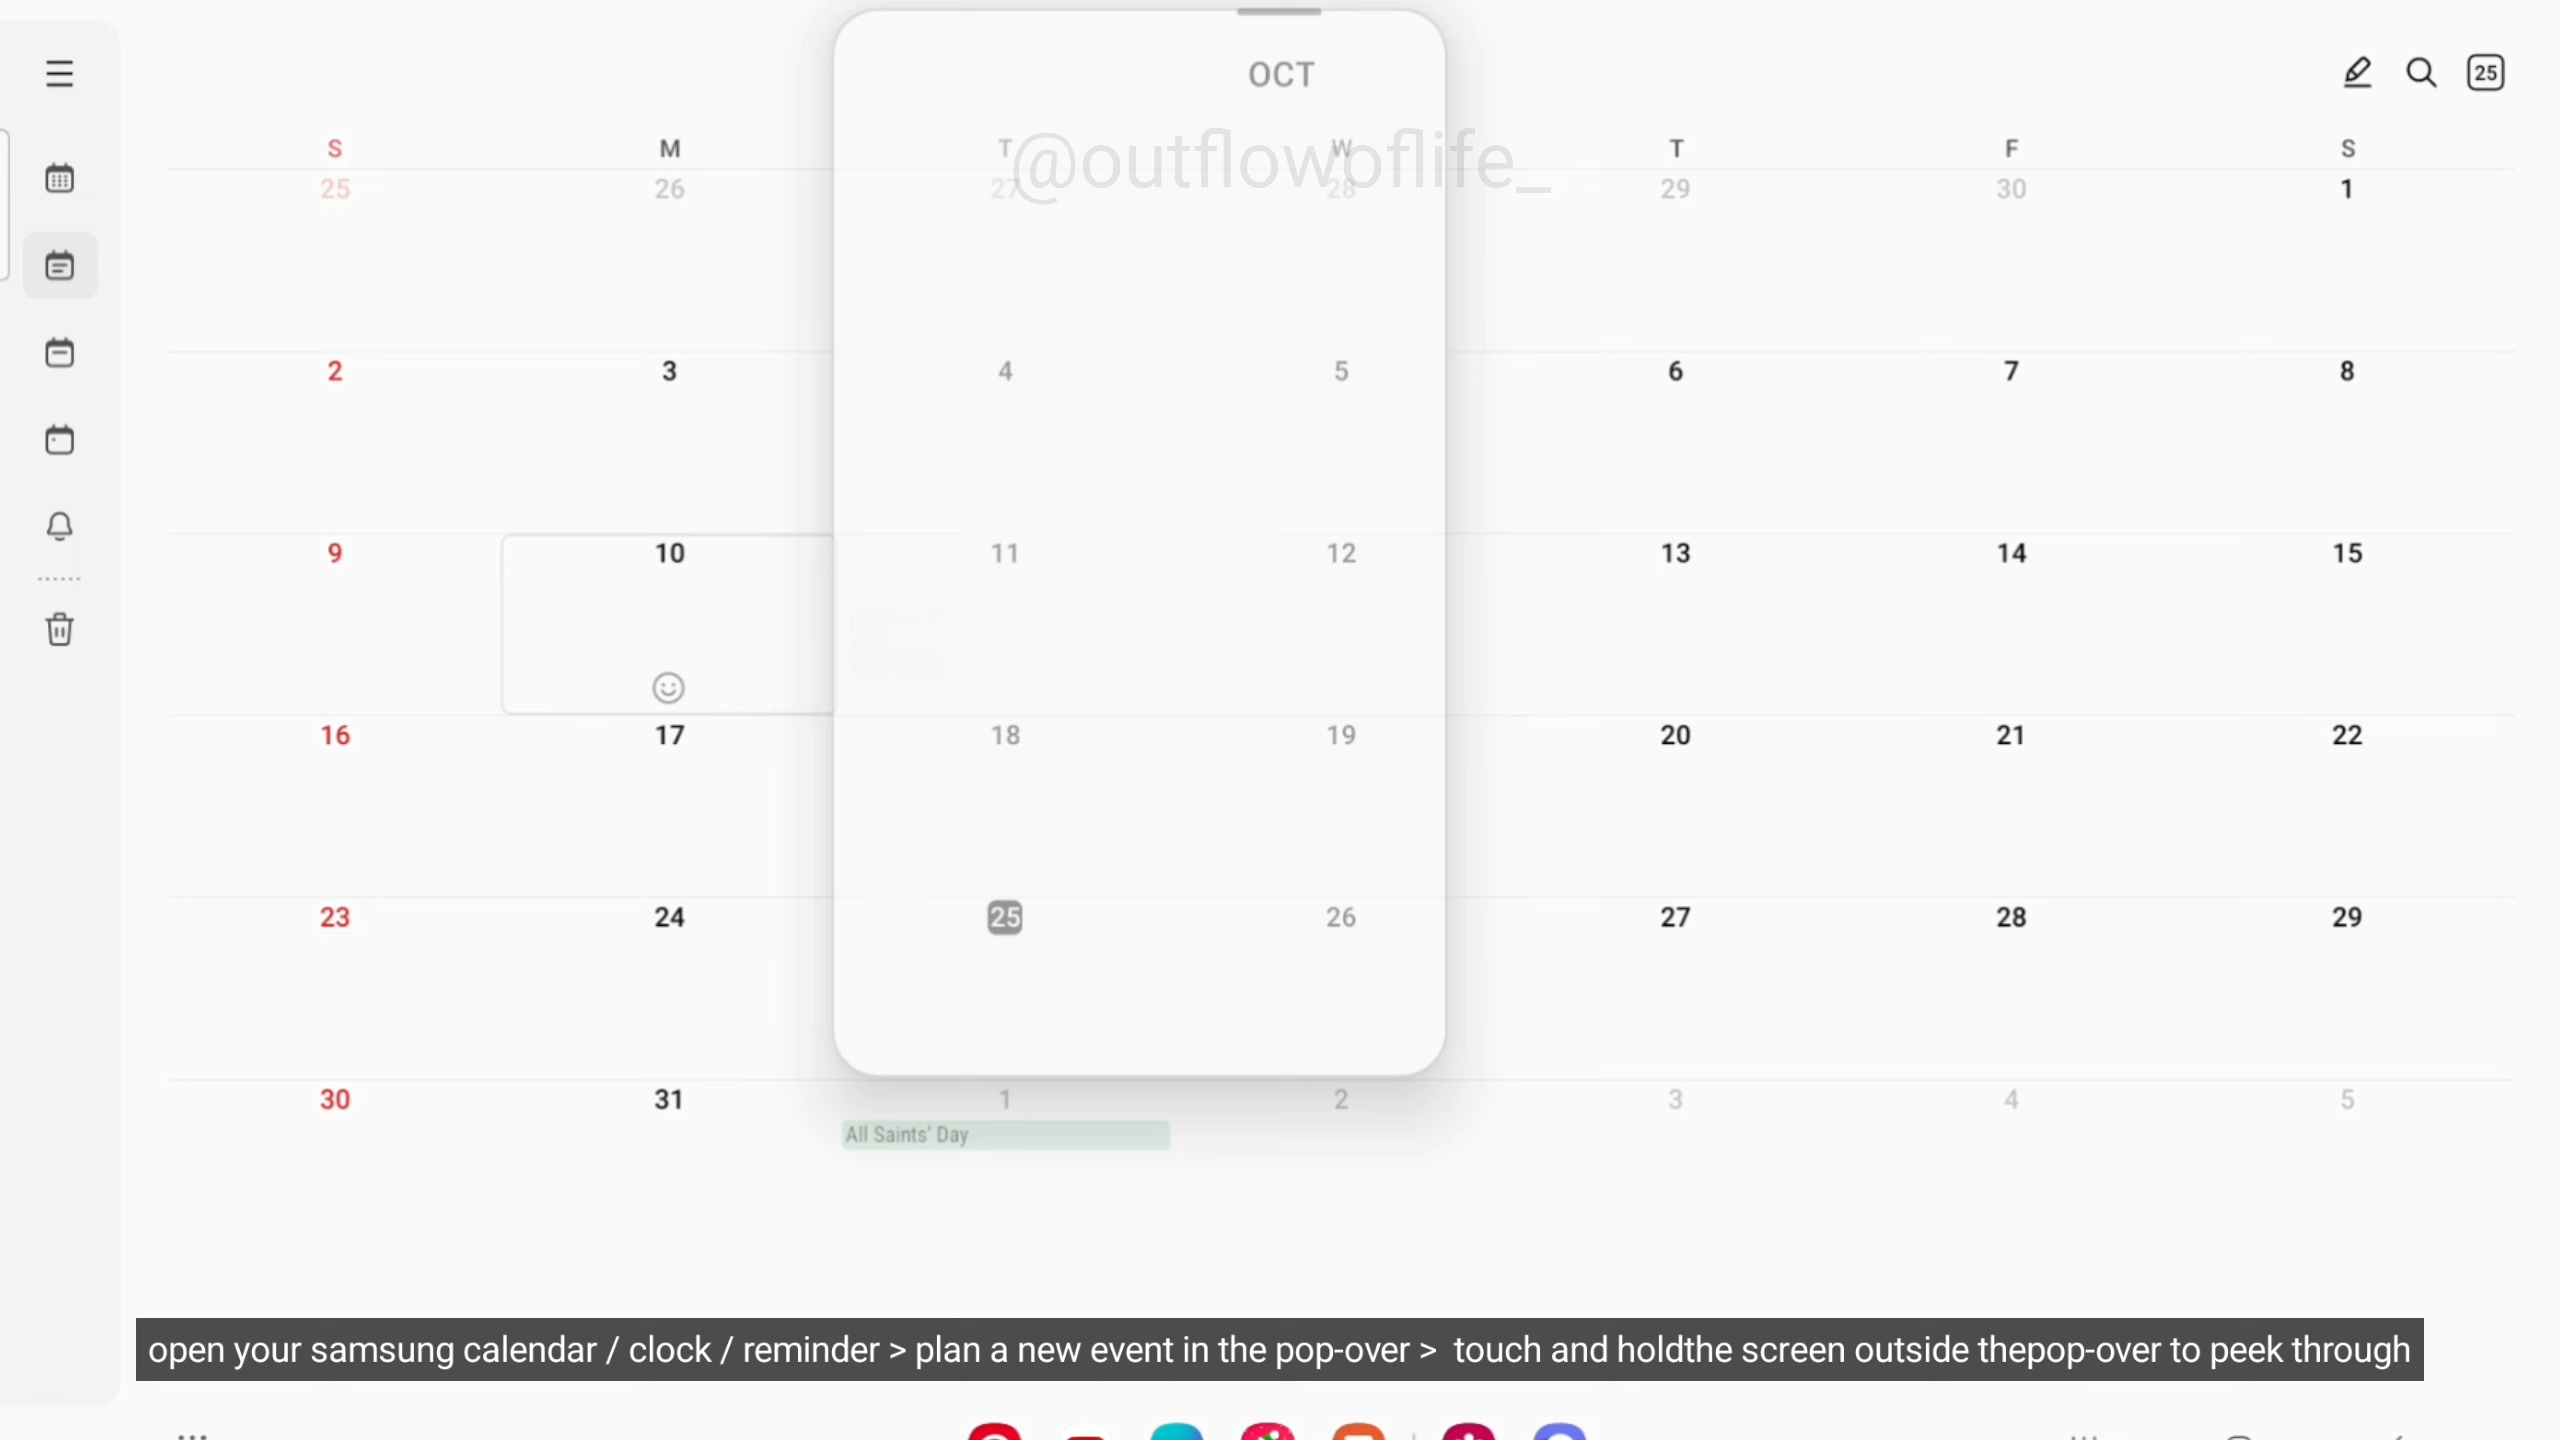 OCT
25
@outflowoflife_
S M T W T F S
25 26 27 28 29 30 1
2 3 4 5 6 7 8
9 10 11 12 13 14 15
16 17 18 19 20 21 22
23 24 25 26 27 28 29
30 31 1 2 3 4 5
All Saints' Day
open your samsung calendar / clock / reminder > plan a new event in the pop-over > touch and holdthe screen outside thepop-over to peek through